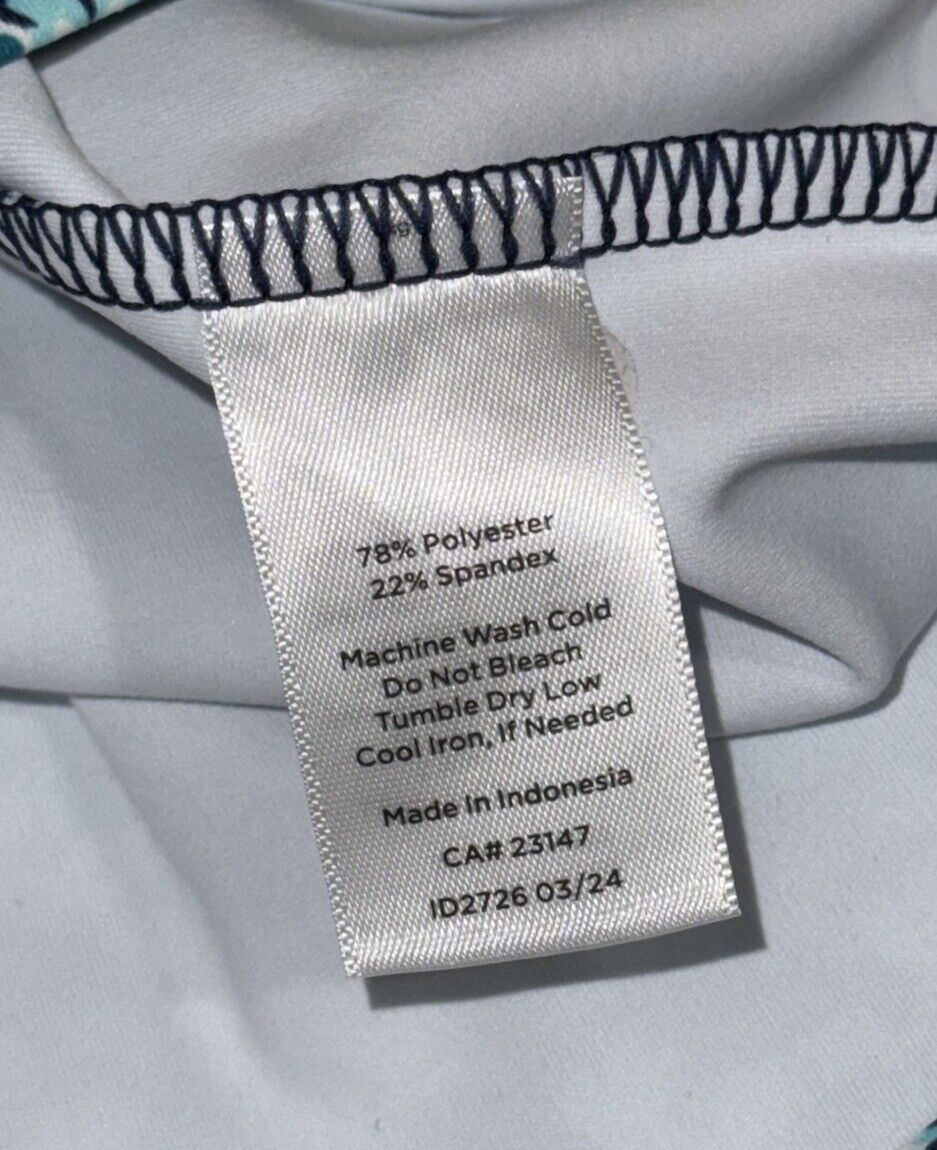 78% Polyester
22% Spandex
Machine Wash Cold
Do Not Bleach
Tumble Dry Low
Cool Iron, If Needed
Made In Indonesia
CA# 23147
ID2726 03/24